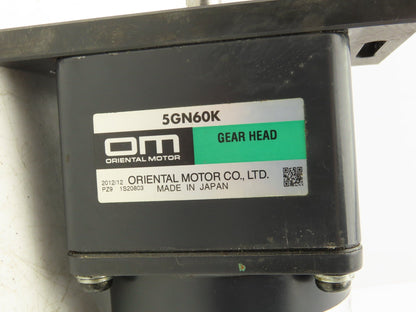 5GN60K
OM
ORIENTAL MOTOR
GEAR HEAD
2012/12 ORIENTAL MOTOR CO., LTD.
PZ9 1S20803 MADE IN JAPAN